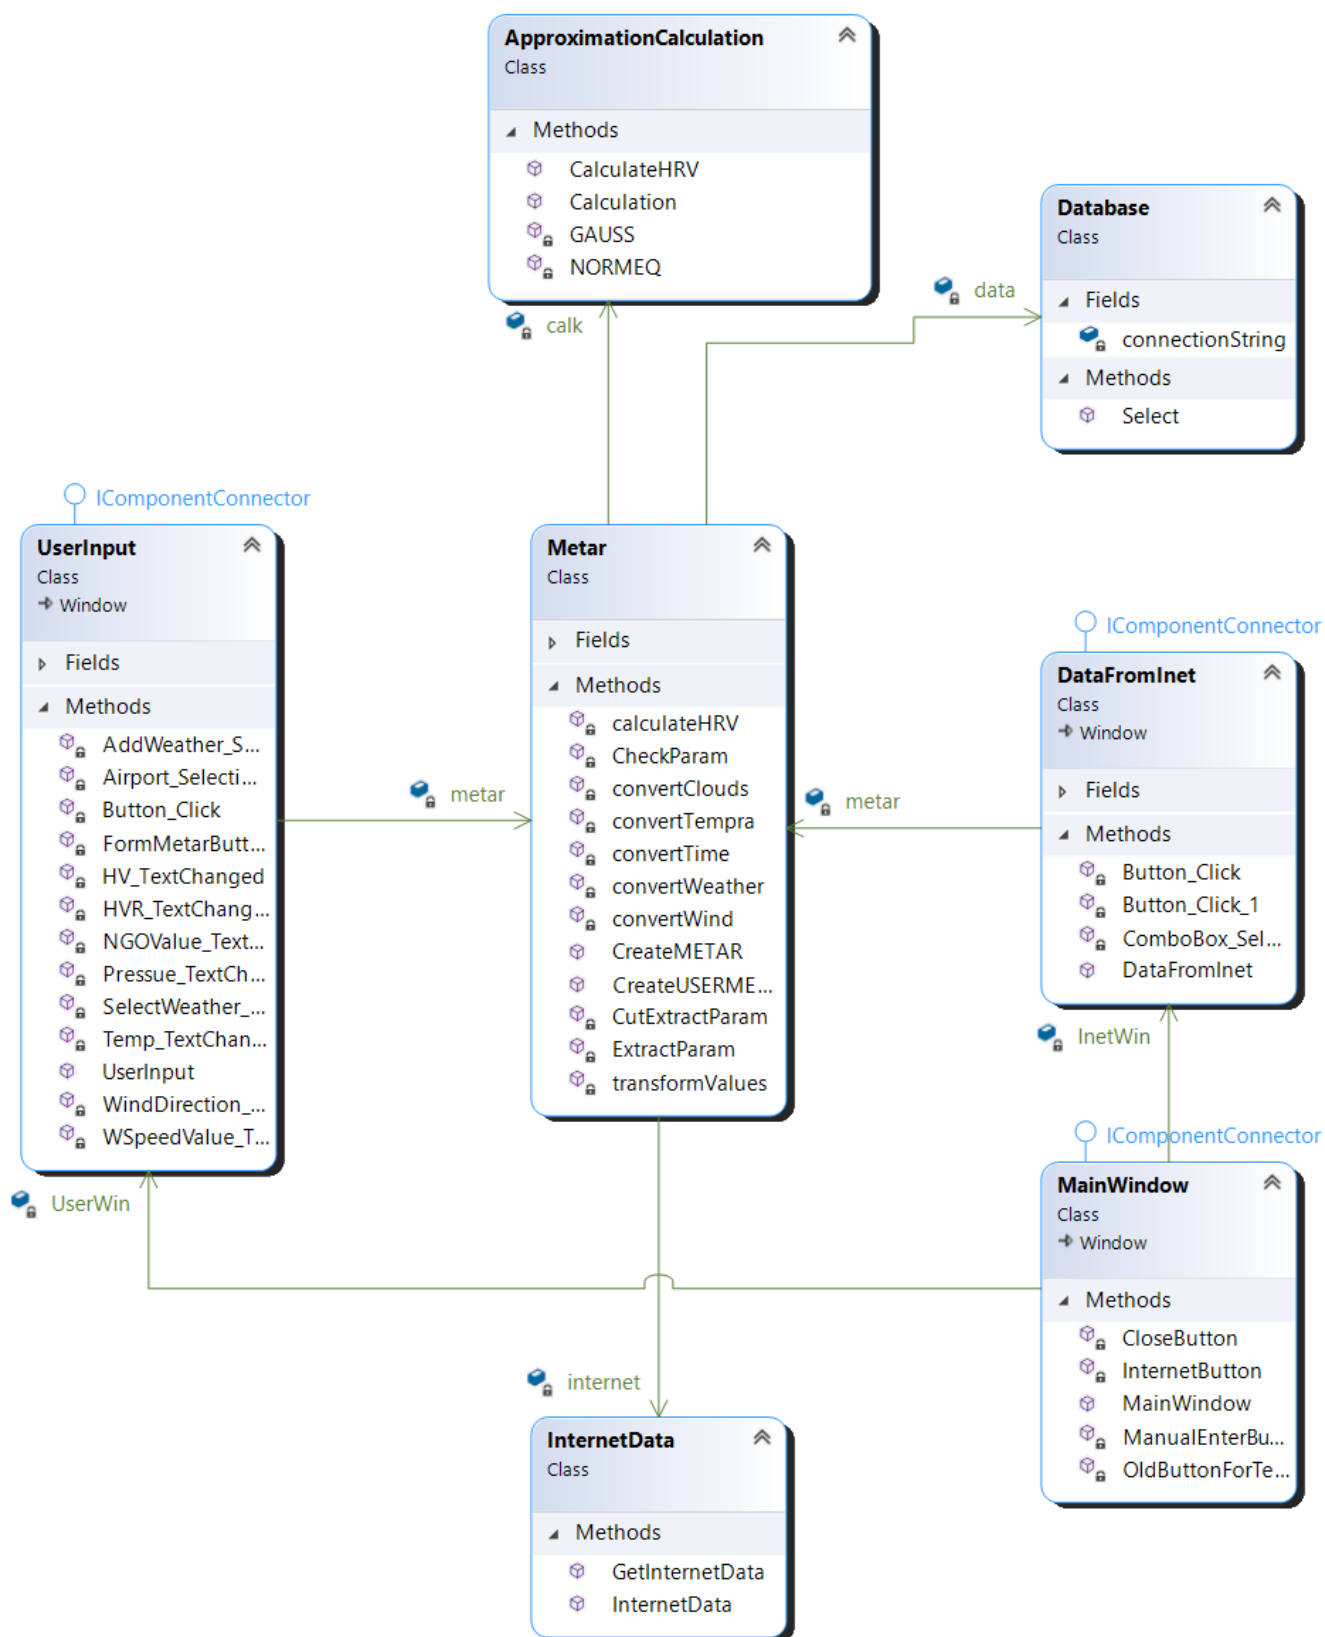 ApproximationCalculation
Class
Methods
CalculateHRV
Calculation
GAUSS
NORMEQ
calk
Database
Class
Fields
connectionString
Methods
Select
data
IComponentConnector
UserInput
Class
Window
Fields
Methods
AddWeather_S...
Airport_Selecti...
Button_Click
FormMetarButt...
HV_TextChanged
HVR_TextChang...
NGOValue_Text...
Pressue_TextCh...
SelectWeather_...
Temp_TextChan...
UserInput
WindDirection_...
WSpeedValue_T...
UserWin
metar
Metar
Class
Fields
Methods
calculateHRV
CheckParam
convertClouds
convertTempra
convertTime
convertWeather
convertWind
CreateMETAR
CreateUSERME...
CutExtractParam
ExtractParam
transformValues
metar
IComponentConnector
DataFromInet
Class
Window
Fields
Methods
Button_Click
Button_Click_1
ComboBox_Sel...
DataFromInet
InetWin
IComponentConnector
MainWindow
Class
Window
Methods
CloseButton
InternetButton
MainWindow
ManualEnterBu...
OldButtonForTe...
internet
InternetData
Class
Methods
GetInternetData
InternetData